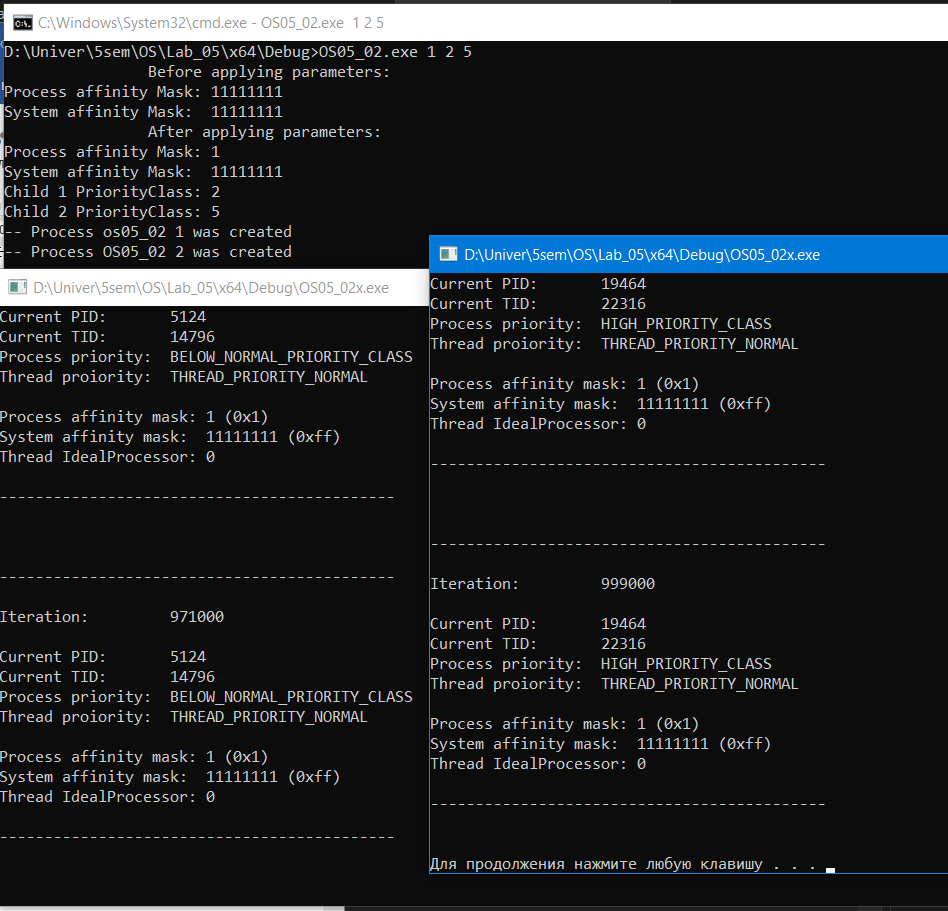 C:\Windows\System32\cmd.exe - OS05_02.exe 1 2 5
D:\Univer\5sem\OS\Lab_05\x64\Debug>OS05_02.exe 1 2 5
Before applying parameters:
Process affinity Mask: 11111111
System affinity Mask: 11111111
After applying parameters:
Process affinity Mask: 1
System affinity Mask: 11111111
Child 1 PriorityClass: 2
Child 2 PriorityClass: 5
-- Process os05_02 1 was created
-- Process OS05_02 2 was created
D:\Univer\5sem\OS\Lab_05\x64\Debug\OS05_02x.exe
Current PID: 5124
Current TID: 14796
Process priority: BELOW_NORMAL_PRIORITY_CLASS
Thread proiority: THREAD_PRIORITY_NORMAL
Process affinity mask: 1 (0x1)
System affinity mask: 11111111 (0xff)
Thread IdealProcessor: 0
--------------------------------------------
--------------------------------------------
Iteration: 971000
Current PID: 5124
Current TID: 14796
Process priority: BELOW_NORMAL_PRIORITY_CLASS
Thread proiority: THREAD_PRIORITY_NORMAL
Process affinity mask: 1 (0x1)
System affinity mask: 11111111 (0xff)
Thread IdealProcessor: 0
--------------------------------------------
D:\Univer\5sem\OS\Lab_05\x64\Debug\OS05_02x.exe
Current PID: 19464
Current TID: 22316
Process priority: HIGH_PRIORITY_CLASS
Thread proiority: THREAD_PRIORITY_NORMAL
Process affinity mask: 1 (0x1)
System affinity mask: 11111111 (0xff)
Thread IdealProcessor: 0
--------------------------------------------
--------------------------------------------
Iteration: 999000
Current PID: 19464
Current TID: 22316
Process priority: HIGH_PRIORITY_CLASS
Thread proiority: THREAD_PRIORITY_NORMAL
Process affinity mask: 1 (0x1)
System affinity mask: 11111111 (0xff)
Thread IdealProcessor: 0
--------------------------------------------
Для продолжения нажмите любую клавишу . . .